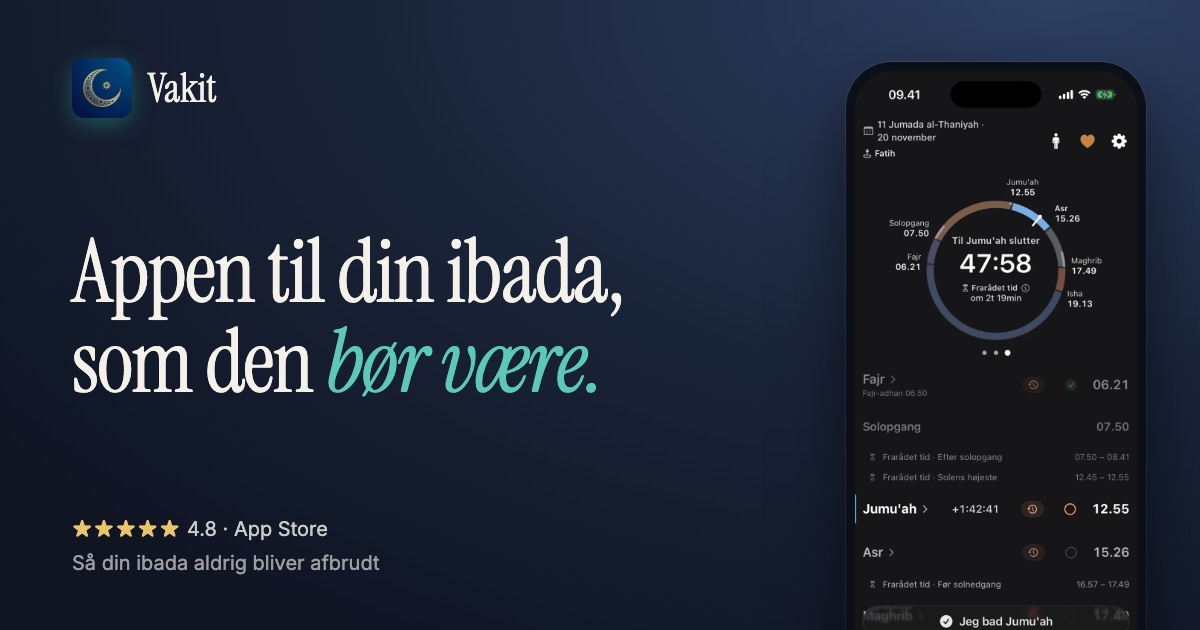 Vakit
Appen til din ibada,
som den bør være.
4.8 · App Store
Så din ibada aldrig bliver afbrudt
09.41
11 Jumada al-Thaniyah ·
20 november
Fatih
Jumu'ah
12.55
Asr
15.26
Solopgang
07.50
Fajr
06.21
Maghrib
17.49
Isha
19.13
Til Jumu'ah slutter
47:58
Frarådet tid
om 2t 19min
Fajr 06.21
Fajr-adhan 06.50
Solopgang 07.50
Frarådet tid · Efter solopgang 07.50 – 08.41
Frarådet tid · Solens højeste 12.45 – 12.55
Jumu'ah +1:42:41 12.55
Asr 15.26
Frarådet tid · Før solnedgang 16.57 – 17.49
Maghrib 17.49
Jeg bad Jumu'ah